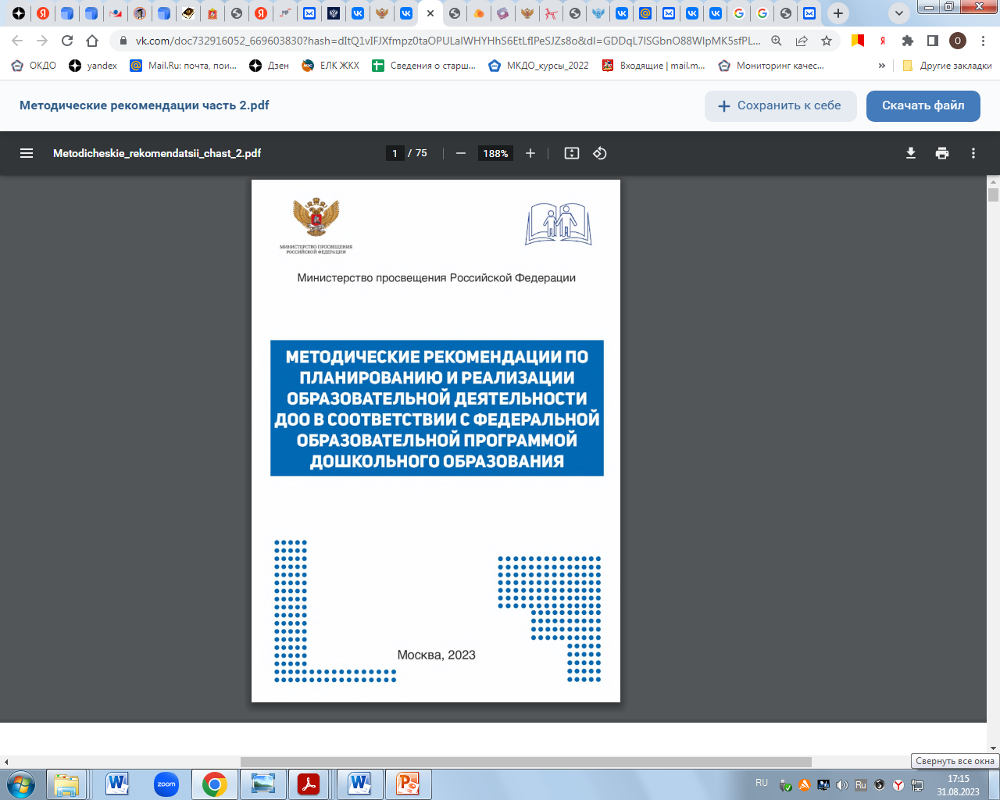 vk.com/doc732916052_669603830?hash=dItQ1vIFJXfmpz0taOPULaIWHYHhS6EtLfIPeSJZs8o&dl=GDDqL7ISGbnO88WIpMK5sfPL...
ОКДО yandex Mail.Ru: почта, пои... Дзен ЕЛК ЖКХ Сведения о старш... МКДО_курсы_2022 Входящие | mail.m... Мониторинг качес... » Другие закладки
Методические рекомендации часть 2.pdf
Сохранить к себе
Скачать файл
Metodicheskie_rekomendatsii_chast_2.pdf 1 / 75 188%
МИНИСТЕРСТВО ПРОСВЕЩЕНИЯ
РОССИЙСКОЙ ФЕДЕРАЦИИ
Министерство просвещения Российской Федерации
МЕТОДИЧЕСКИЕ РЕКОМЕНДАЦИИ ПО
ПЛАНИРОВАНИЮ И РЕАЛИЗАЦИИ
ОБРАЗОВАТЕЛЬНОЙ ДЕЯТЕЛЬНОСТИ
ДОО В СООТВЕТСТВИИ С ФЕДЕРАЛЬНОЙ
ОБРАЗОВАТЕЛЬНОЙ ПРОГРАММОЙ
ДОШКОЛЬНОГО ОБРАЗОВАНИЯ
Москва, 2023
Свернуть все окна
zoom
RU
Ru
17:15
31.08.2023